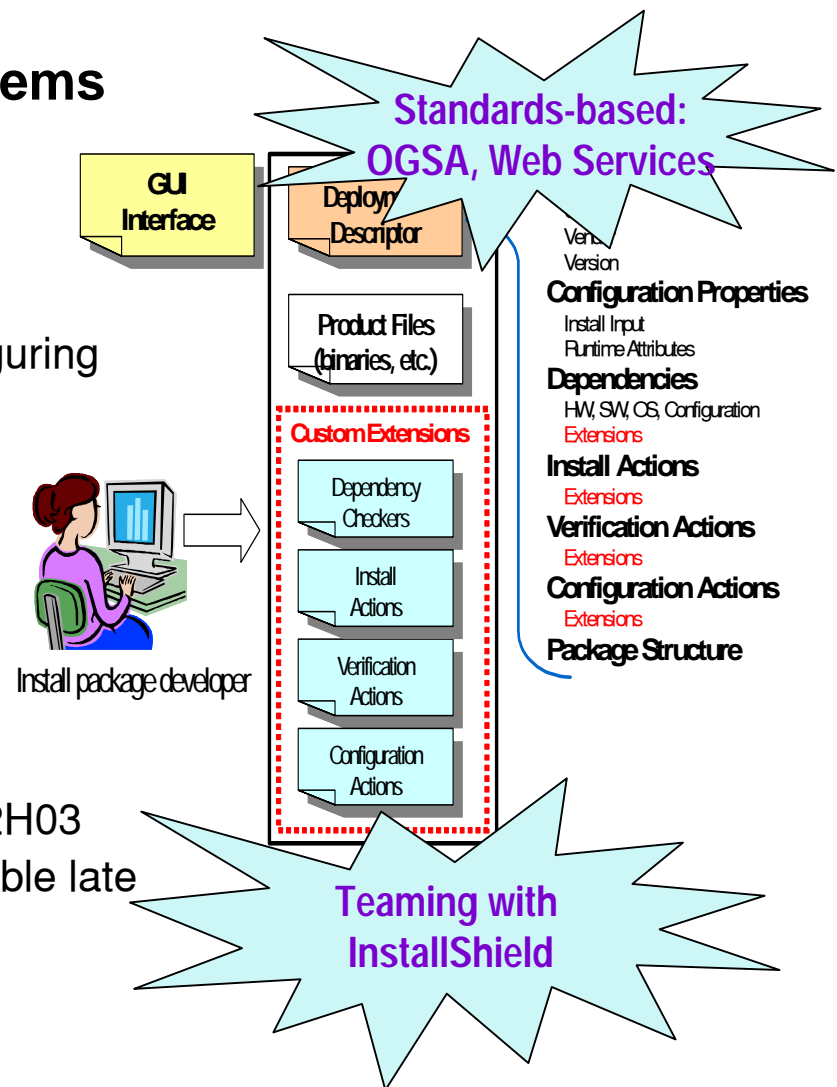 ems
Standards-based:
OGSA, Web Services
GUI
Interface
Descriptor
Version
Configuration Properties
Install Input
Runtime Attributes
Dependencies
HW, SW, OS, Configuration
Extensions
Install Actions
Extensions
Verification Actions
Extensions
Configuration Actions
Extensions
Package Structure
Product Files
(binaries, etc.)
guring
Custom Extensions
Dependency
Checkers
Install
Actions
Verification
Actions
Configuration
Actions
Install package developer
2H03
ble late
Teaming with
InstallShield